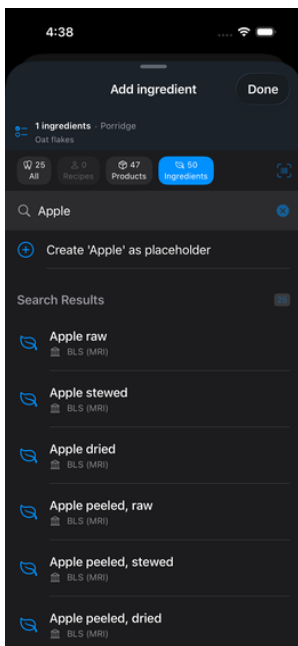 4:38
Add ingredient
Done
1 ingredients · Porridge
Oat flakes
25
All
0
Recipes
47
Products
50
Ingredients
Apple
Create 'Apple' as placeholder
Search Results
25
Apple raw
BLS (MRI)
Apple stewed
BLS (MRI)
Apple dried
BLS (MRI)
Apple peeled, raw
BLS (MRI)
Apple peeled, stewed
BLS (MRI)
Apple peeled, dried
BLS (MRI)